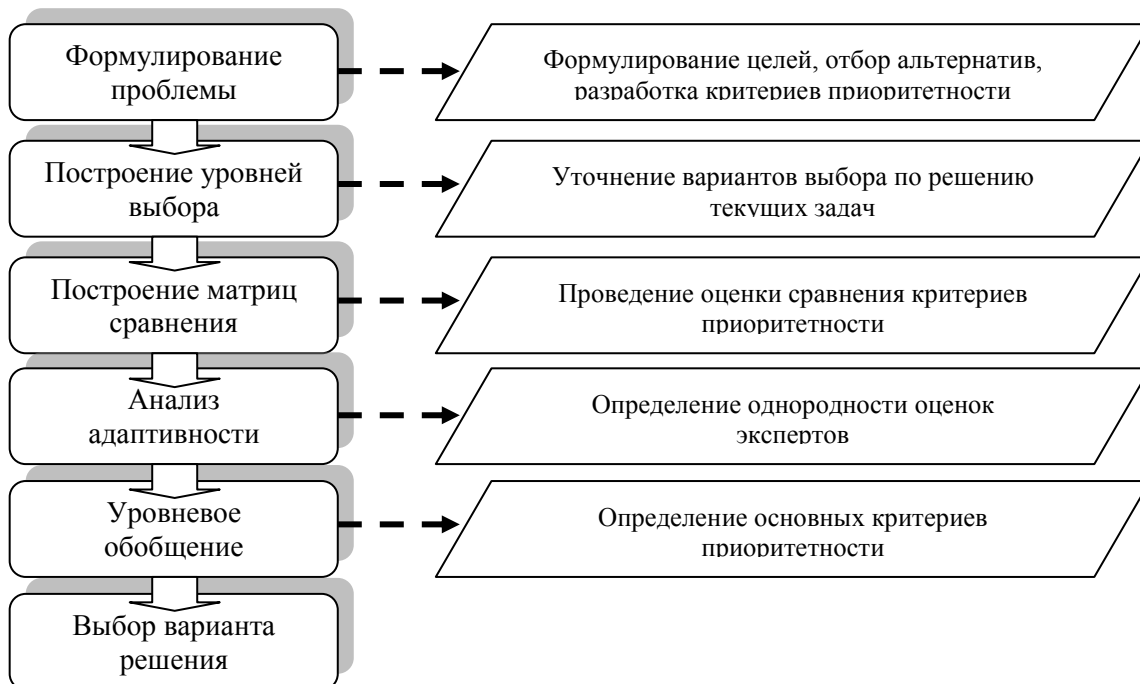 Формулирование
проблемы
Формулирование целей, отбор альтернатив,
разработка критериев приоритетности
Построение уровней
выбора
Уточнение вариантов выбора по решению
текущих задач
Построение матриц
сравнения
Проведение оценки сравнения критериев
приоритетности
Анализ
адаптивности
Определение однородности оценок
экспертов
Уровневое
обобщение
Определение основных критериев
приоритетности
Выбор варианта
решения